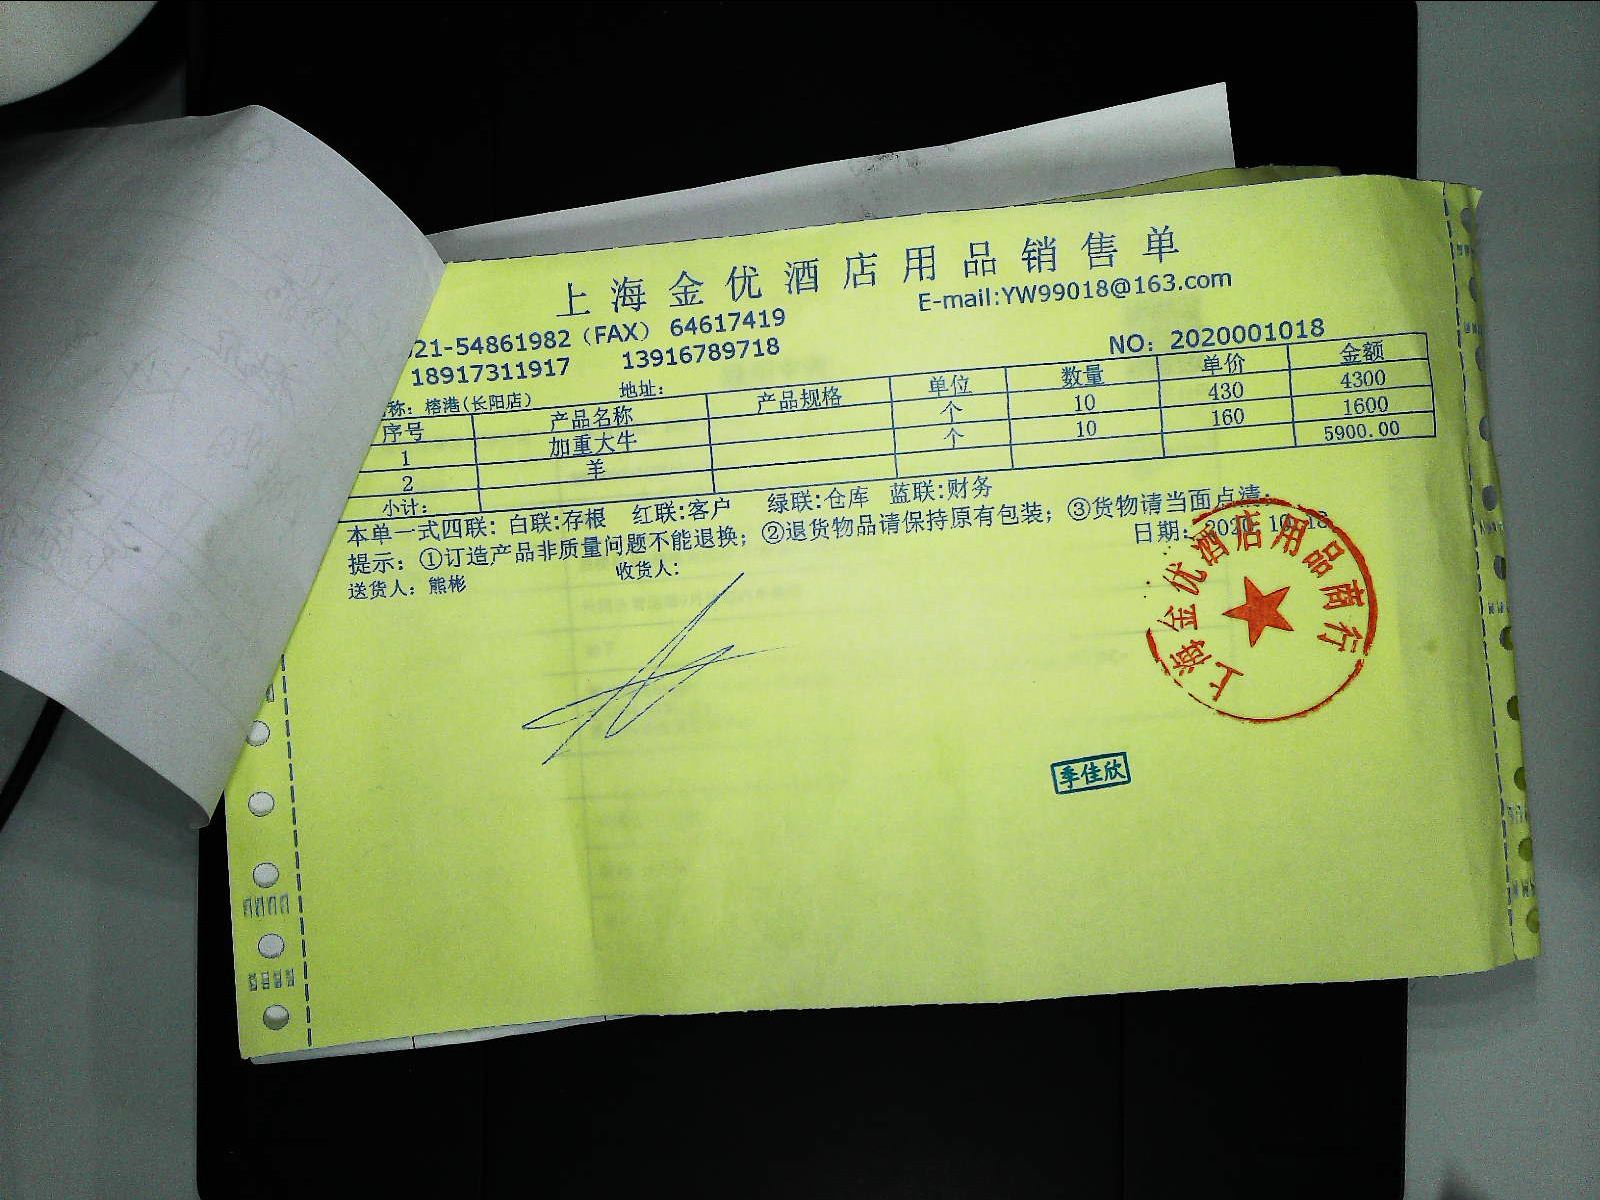 上海金优酒店用品销售单
021-54861982（FAX） 64617419 E-mail:YW99018@163.com
18917311917 13916789718 NO：2020001018
称：榕港(长阳店） 地址：
序号 产品名称 产品规格 单位 数量 单价 金额
1 加重大牛 个 10 430 4300
2 羊 个 10 160 1600
小计： 5900.00
本单一式四联：白联:存根 红联:客户 绿联:仓库 蓝联:财务
提示：①订造产品非质量问题不能退换；②退货物品请保持原有包装；③货物请当面点清；
送货人：熊彬 收货人： 日期：2020.10.18
上海金优酒店用品商行
季佳欣